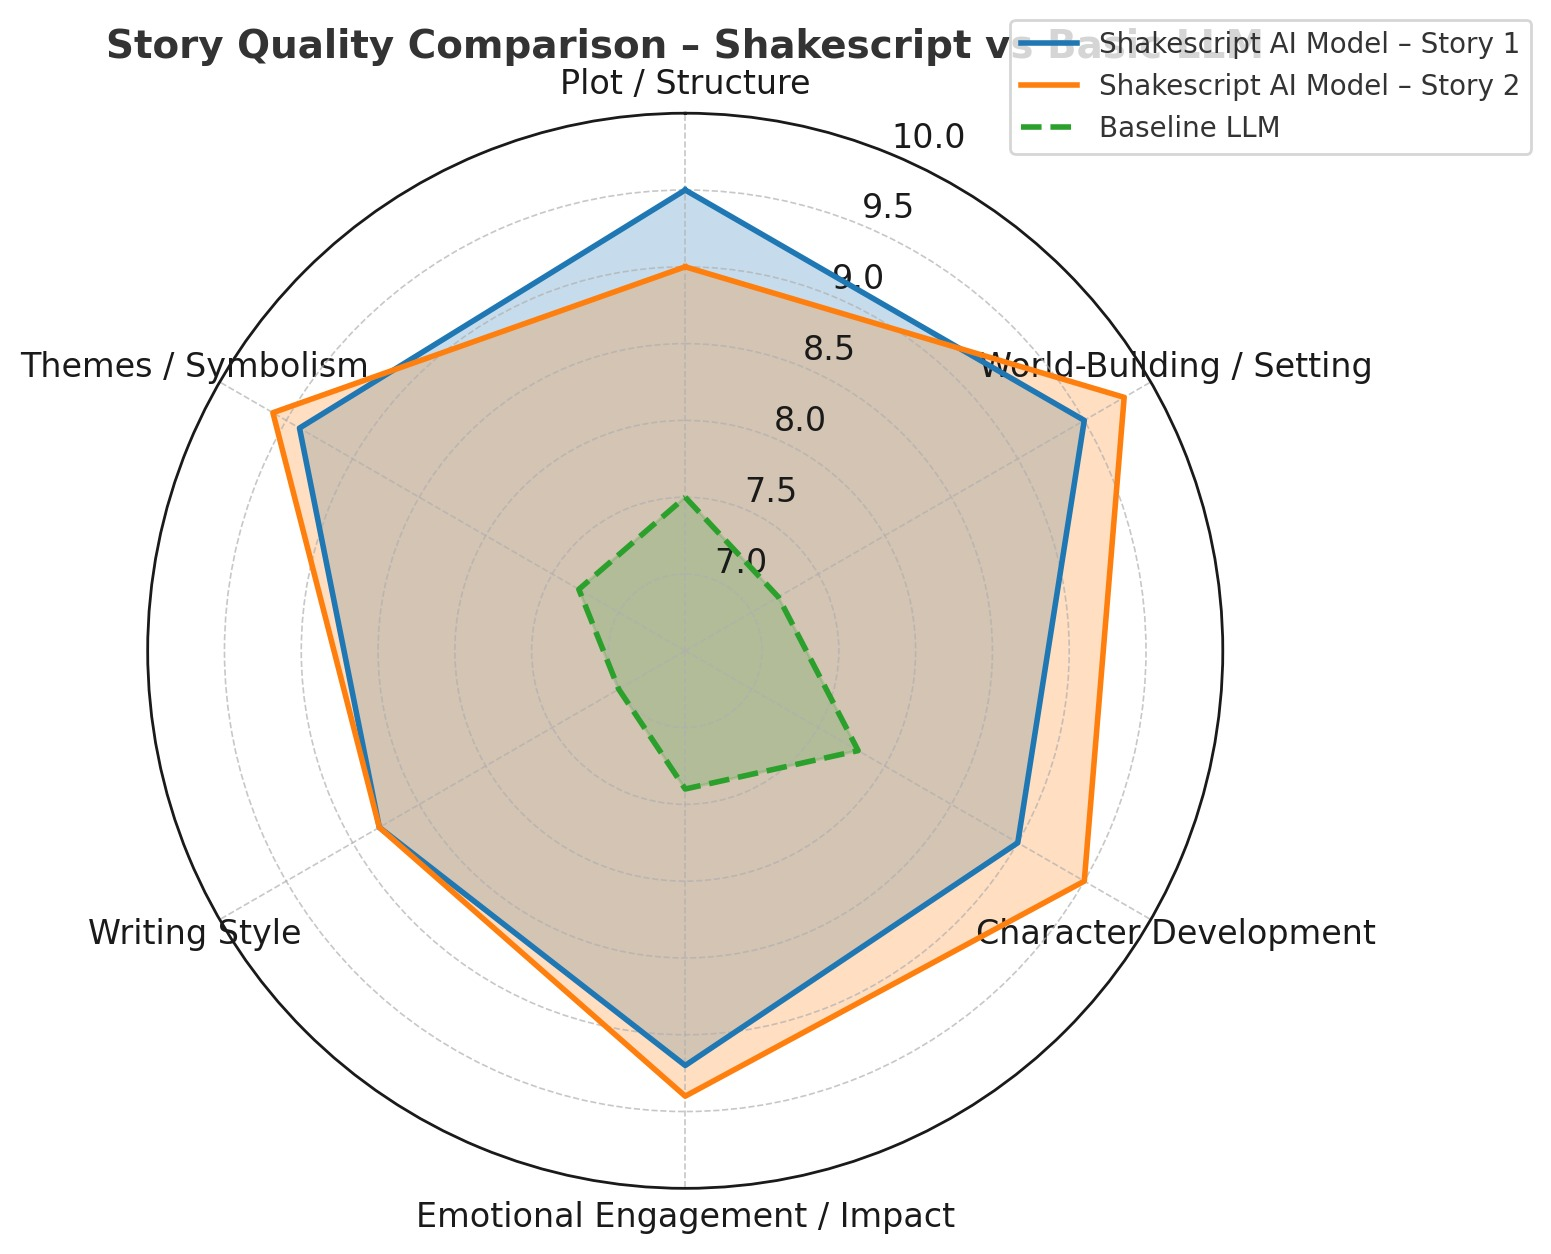 Story Quality Comparison – Shakescript vs Basic LLM
Shakescript AI Model – Story 1
Shakescript AI Model – Story 2
Baseline LLM
Plot / Structure
10.0
9.5
9.0
8.5
8.0
7.5
7.0
Themes / Symbolism
World-Building / Setting
Writing Style
Character Development
Emotional Engagement / Impact